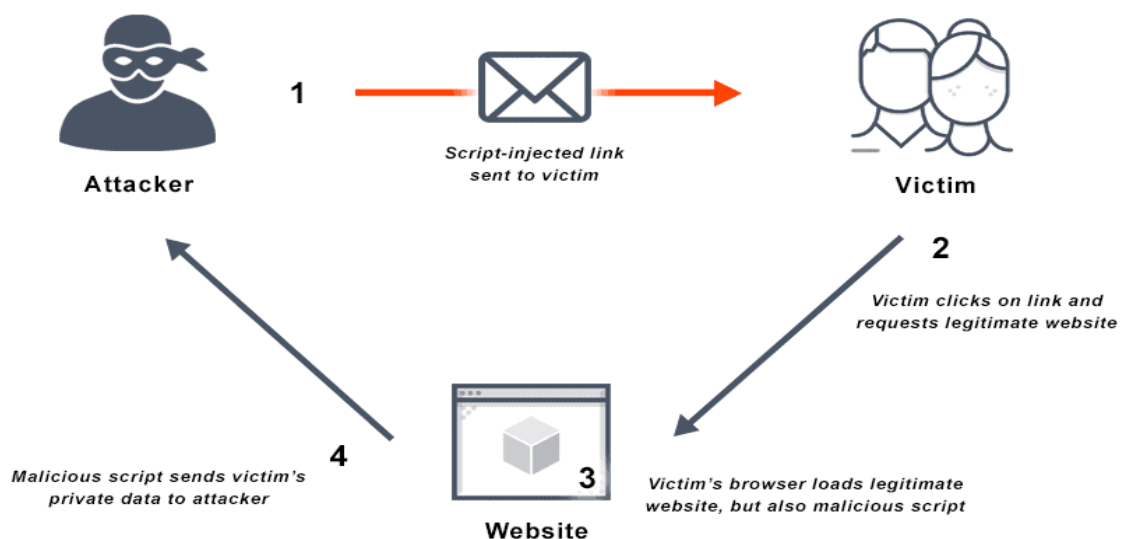 1
Script-injected link
sent to victim
Attacker
Victim
2
Victim clicks on link and
requests legitimate website
3
Victim's browser loads legitimate
website, but also malicious script
Website
4
Malicious script sends victim's
private data to attacker